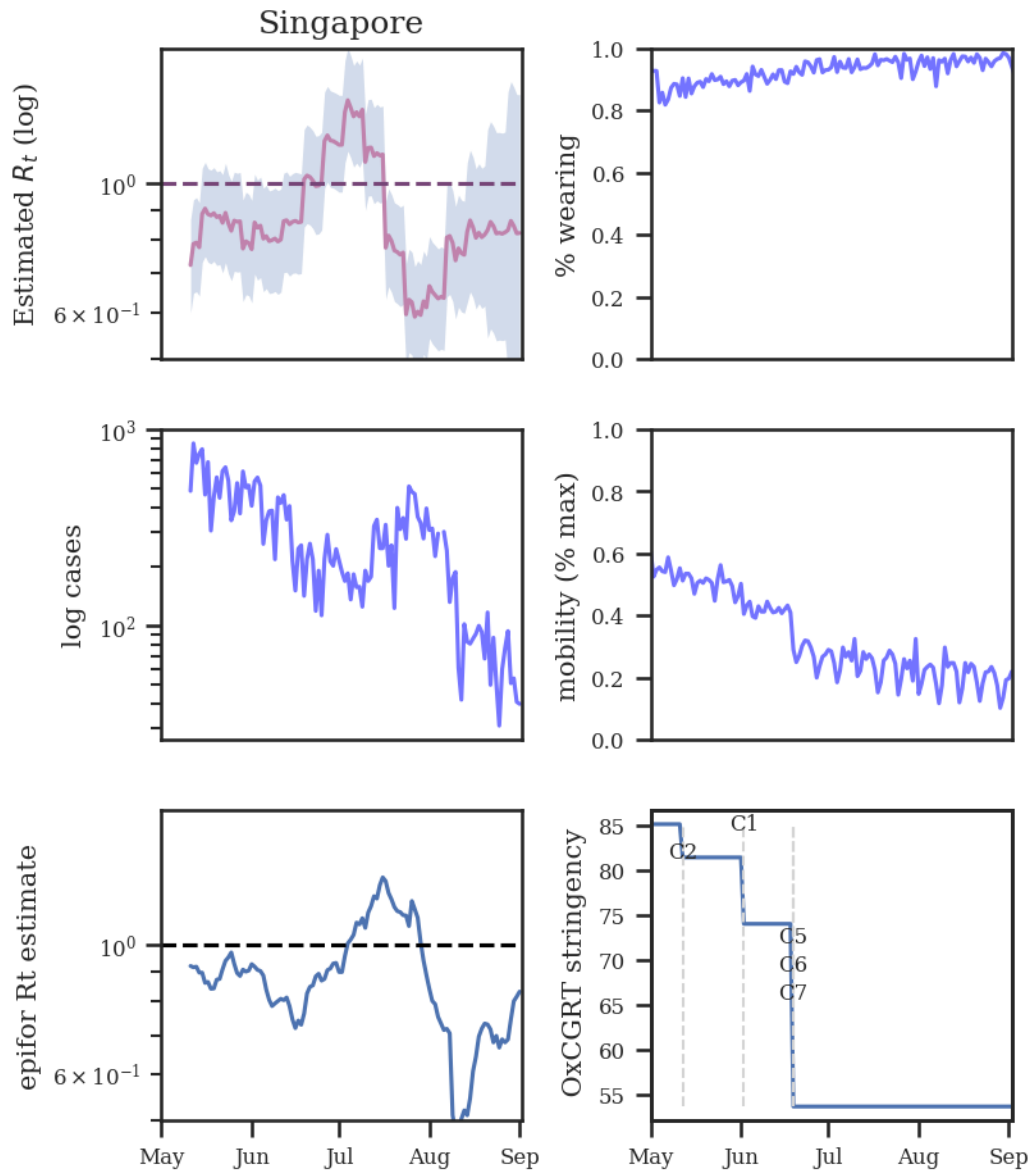 Singapore
Estimated R_t (log)
10^0
6 × 10^-1
% wearing
1.0
0.8
0.6
0.4
0.2
0.0
log cases
10^3
10^2
mobility (% max)
1.0
0.8
0.6
0.4
0.2
0.0
epifor Rt estimate
10^0
6 × 10^-1
May Jun Jul Aug Sep
OxCGRT stringency
85
80
75
70
65
60
55
C1
C2
C5
C6
C7
May Jun Jul Aug Sep